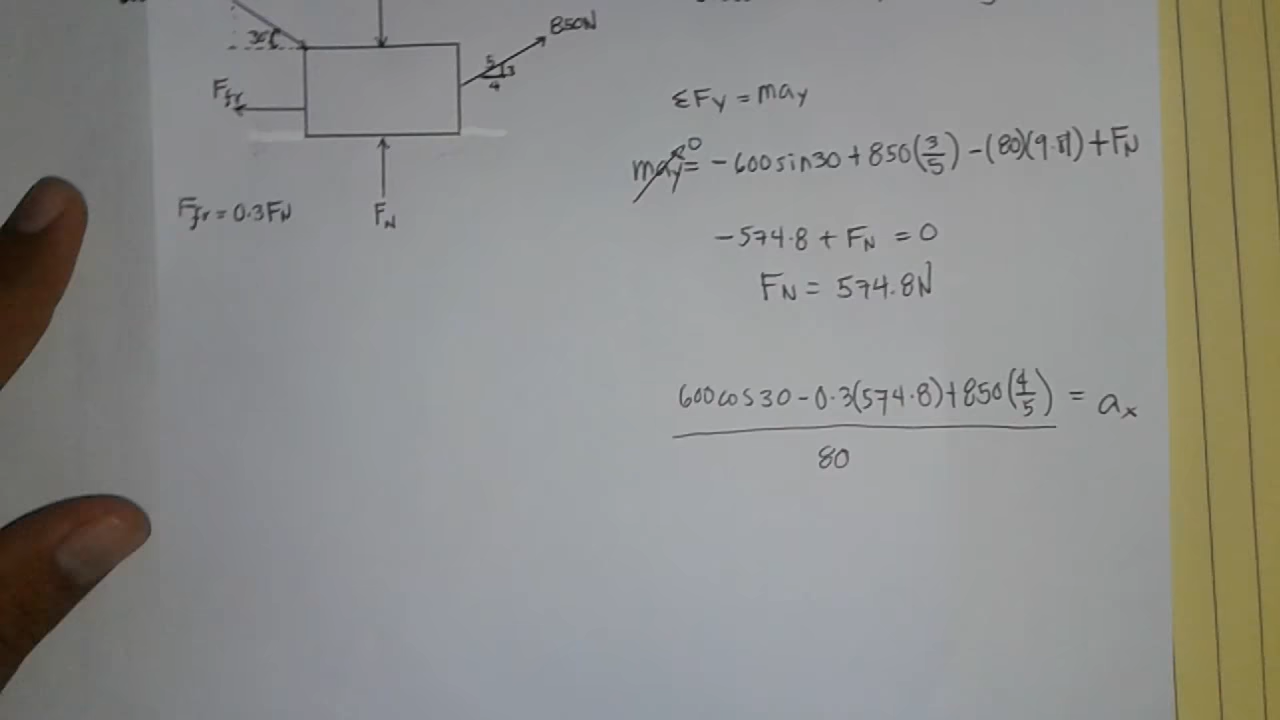 850N
30
5
3
4
Ffr
Ffr = 0.3FN
FN
ΣFy = may
may = 0 - 600sin30 + 850(3/5) - (80)(9.81) + FN
-574.8 + FN = 0
FN = 574.8N
600cos30 - 0.3(574.8) + 850(4/5) = ax
80